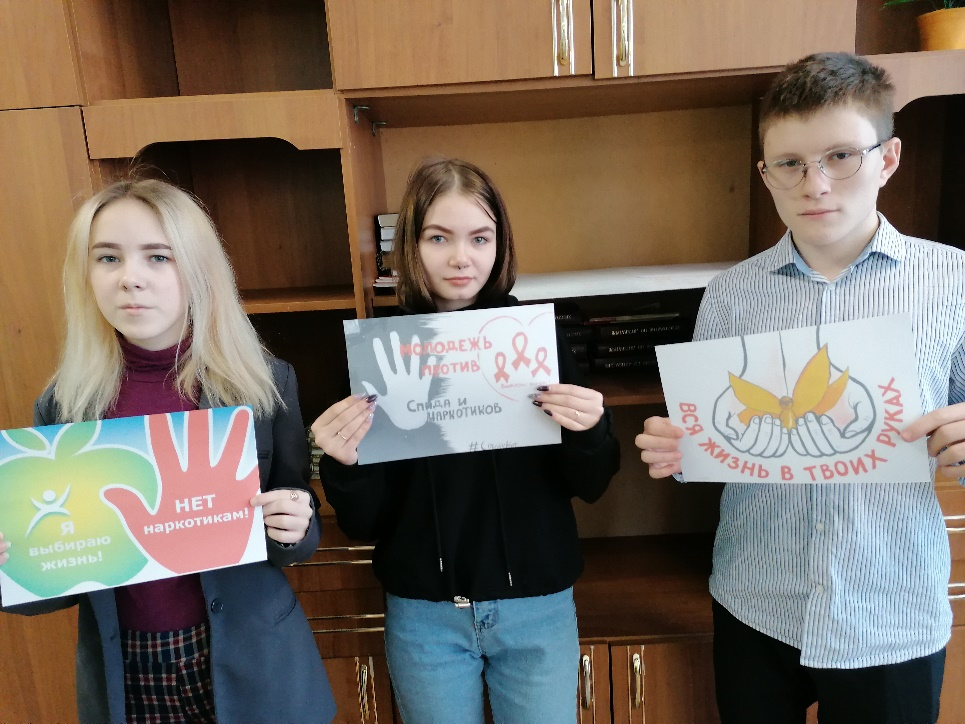 Я
выбираю
жизнь!
НЕТ
наркотикам!
МОЛОДЕЖЬ
ПРОТИВ
СПИДА И
НАРКОТИКОВ
ВСЯ ЖИЗНЬ В ТВОИХ РУКАХ